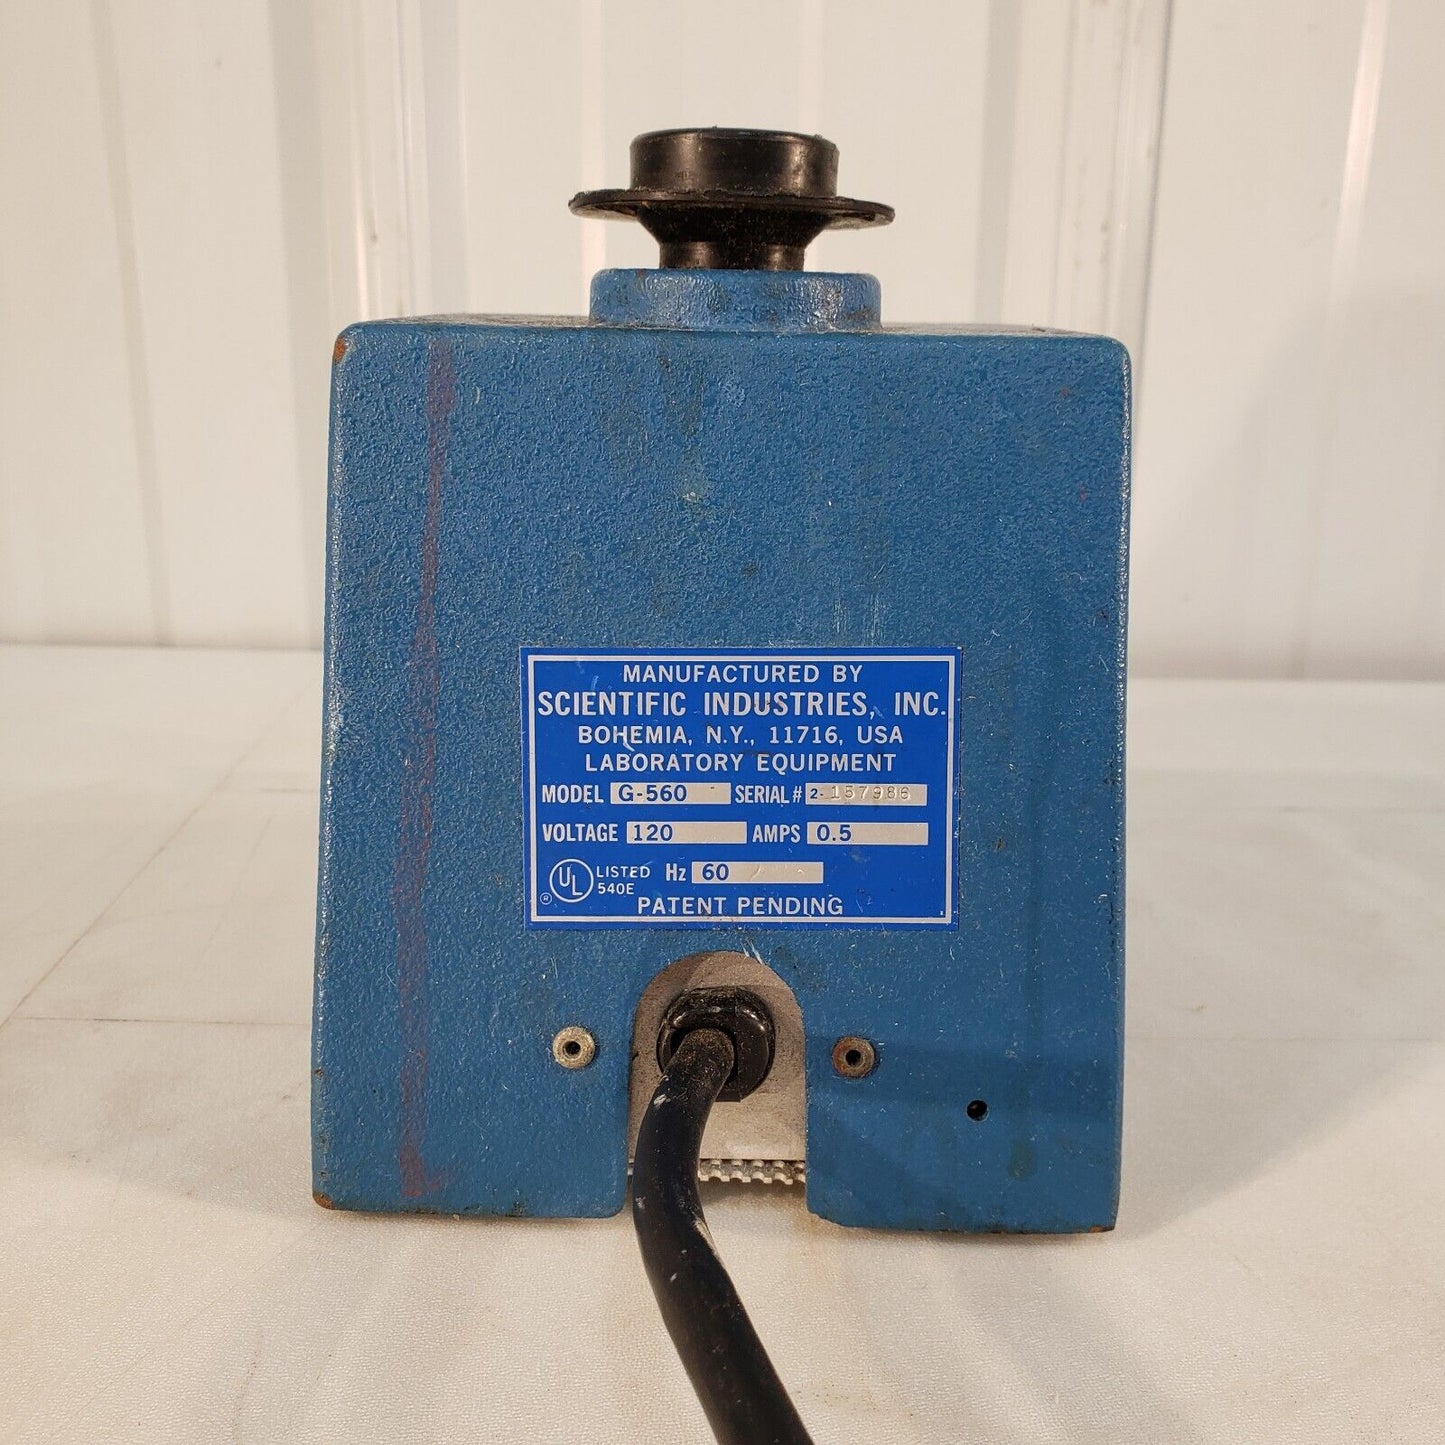 MANUFACTURED BY
SCIENTIFIC INDUSTRIES, INC.
BOHEMIA, N.Y., 11716, USA
LABORATORY EQUIPMENT
MODEL G-560 SERIAL # 2-157986
VOLTAGE 120 AMPS 0.5
UL ® LISTED 540E Hz 60
PATENT PENDING